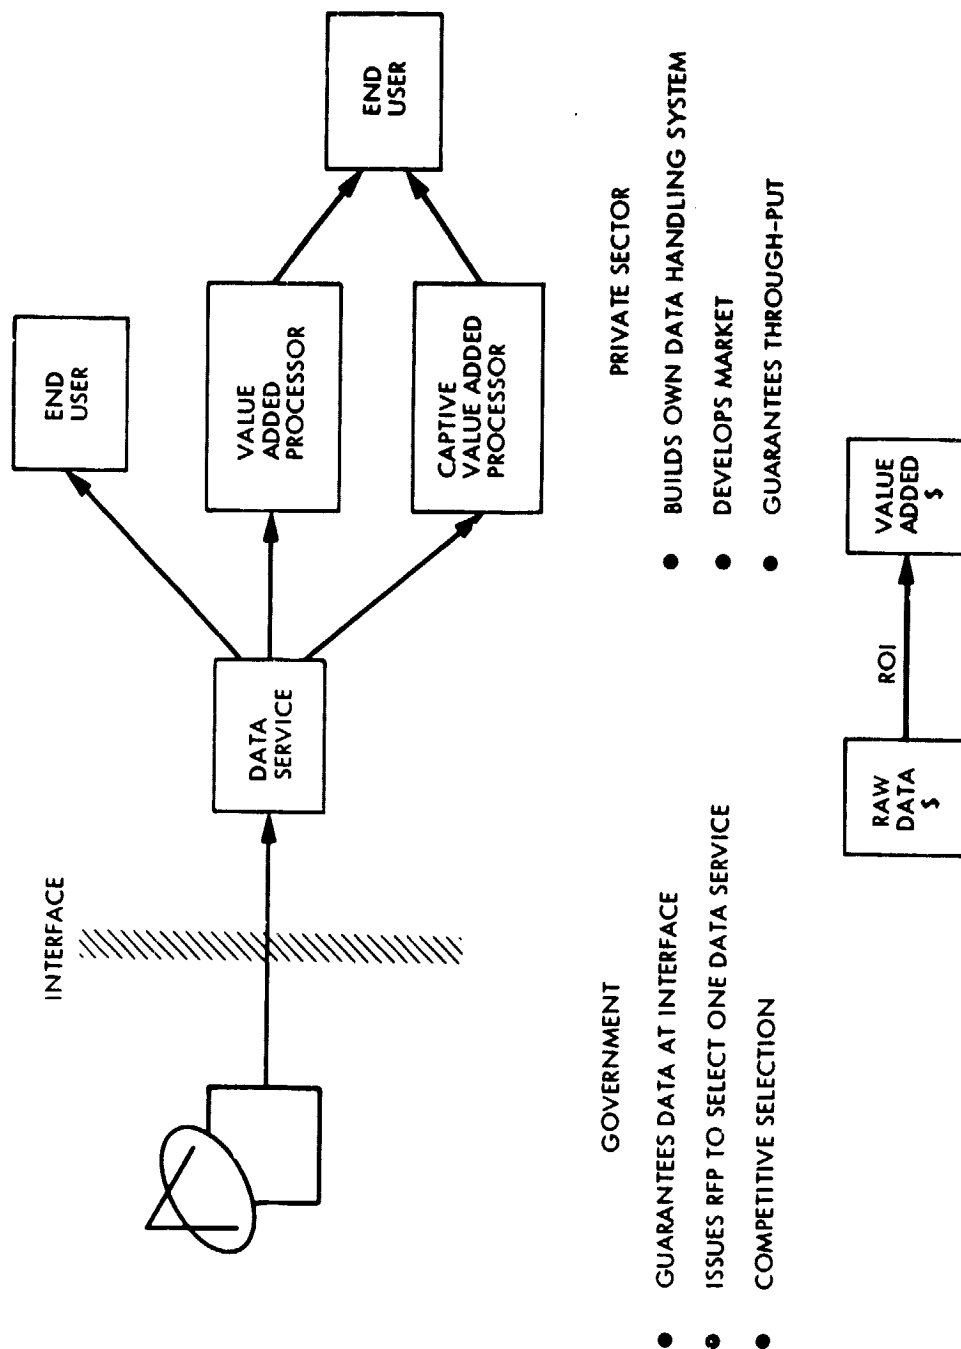 INTERFACE
DATA
SERVICE
END
USER
VALUE
ADDED
PROCESSOR
CAPTIVE
VALUE ADDED
PROCESSOR
END
USER
GOVERNMENT
● GUARANTEES DATA AT INTERFACE
● ISSUES RFP TO SELECT ONE DATA SERVICE
● COMPETITIVE SELECTION
PRIVATE SECTOR
● BUILDS OWN DATA HANDLING SYSTEM
● DEVELOPS MARKET
● GUARANTEES THROUGH-PUT
RAW
DATA
$
ROI
VALUE
ADDED
$